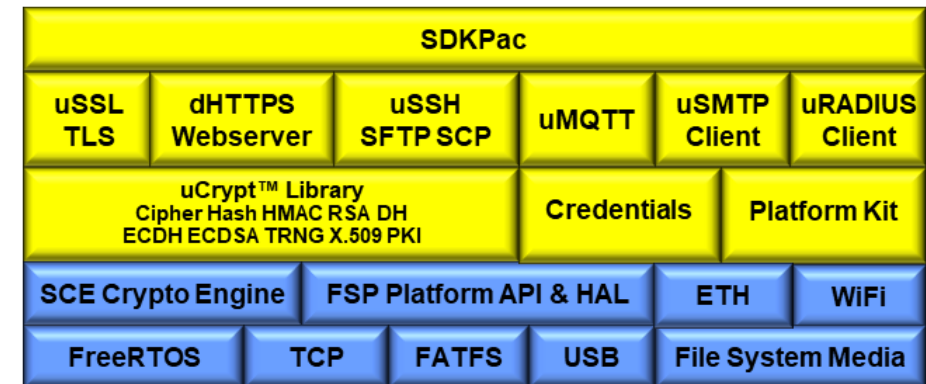 SDKPac
uSSL
TLS
dHTTPS
Webserver
uSSH
SFTP SCP
uMQTT
uSMTP
Client
uRADIUS
Client
uCrypt™ Library
Cipher Hash HMAC RSA DH
ECDH ECDSA TRNG X.509 PKI
Credentials
Platform Kit
SCE Crypto Engine
FSP Platform API & HAL
ETH
WiFi
FreeRTOS
TCP
FATFS
USB
File System Media